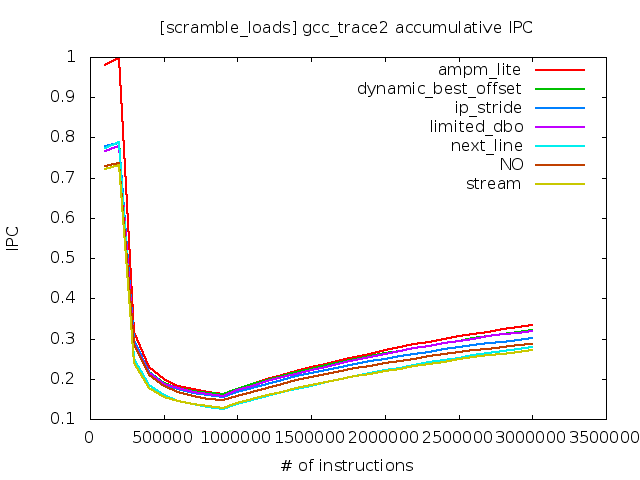 [scramble_loads] gcc_trace2 accumulative IPC
1
0.9
0.8
0.7
0.6
0.5
0.4
0.3
0.2
0.1
IPC
ampm_lite
dynamic_best_offset
ip_stride
limited_dbo
next_line
NO
stream
0 500000 1000000 1500000 2000000 2500000 3000000 3500000
# of instructions